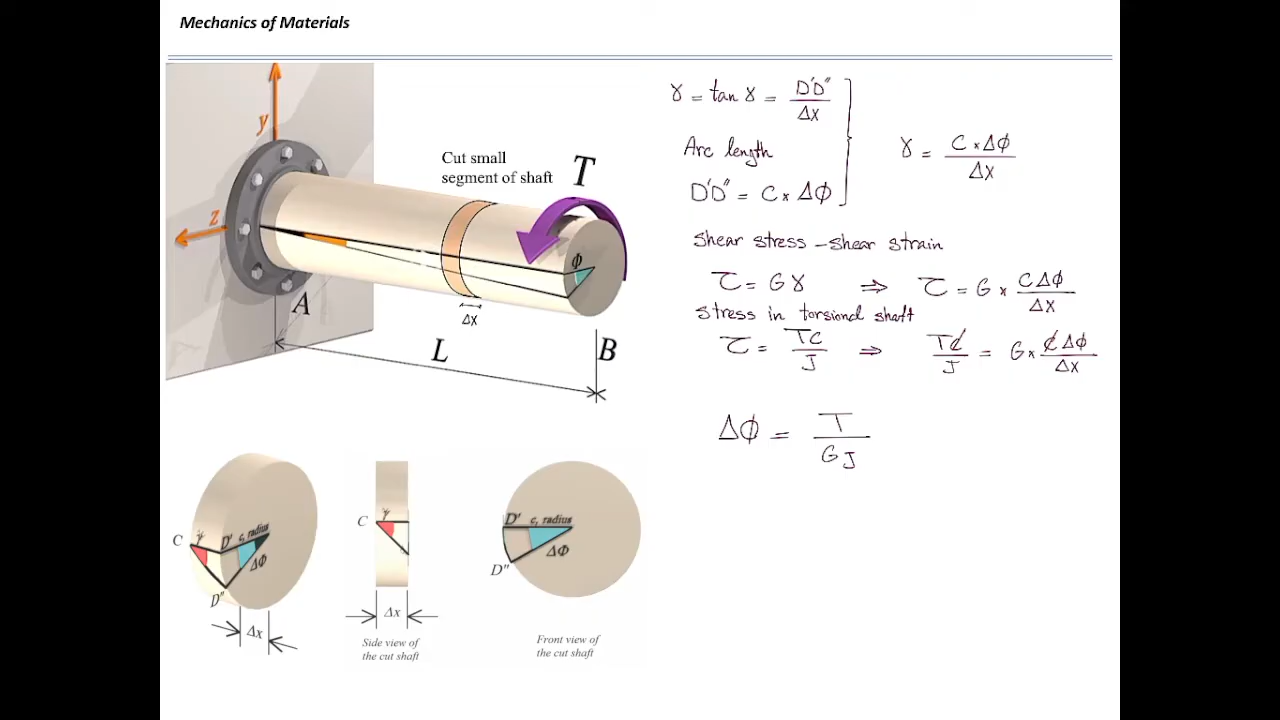 Mechanics of Materials
y
z
A
Cut small
segment of shaft
T
Φ
Δx
L
B
C
γ
D'
c, radius
ΔΦ
D"
Δx
C
γ
Δx
Side view of
the cut shaft
D'
c, radius
ΔΦ
D"
Front view of
the cut shaft
γ = tan γ = D'D" / Δx
Arc length
D'D" = C × ΔΦ
γ = C × ΔΦ / Δx
Shear stress – shear strain
τ = Gγ ⇒ τ = G × CΔΦ / Δx
Stress in torsional shaft
τ = TC / J ⇒ TC / J = G × CΔΦ / Δx
ΔΦ = T / GJ